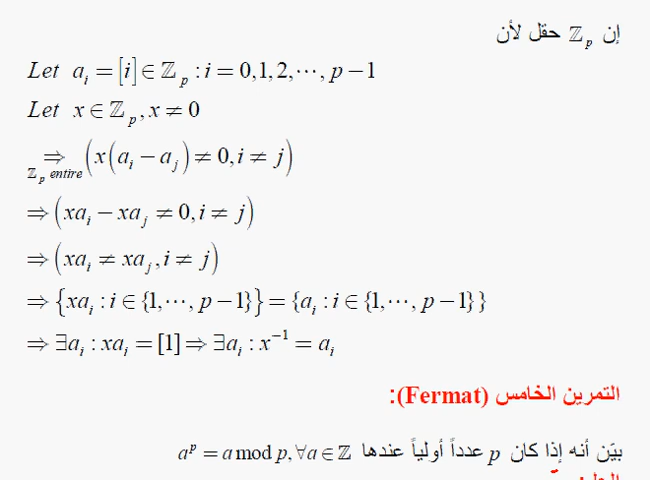 إن ℤ_p حقل لأن
Let a_i = [i] ∈ ℤ_p : i = 0,1,2,⋯, p−1
Let x ∈ ℤ_p, x ≠ 0
⇒_{ℤ_p entire} (x(a_i − a_j) ≠ 0, i ≠ j)
⇒ (xa_i − xa_j ≠ 0, i ≠ j)
⇒ (xa_i ≠ xa_j, i ≠ j)
⇒ {xa_i : i ∈ {1,⋯, p−1}} = {a_i : i ∈ {1,⋯, p−1}}
⇒ ∃a_i : xa_i = [1] ⇒ ∃a_i : x^{−1} = a_i
التمرين الخامس (Fermat):
بيّن أنه إذا كان p عدداً أولياً عندها a^p = a mod p, ∀a ∈ ℤ